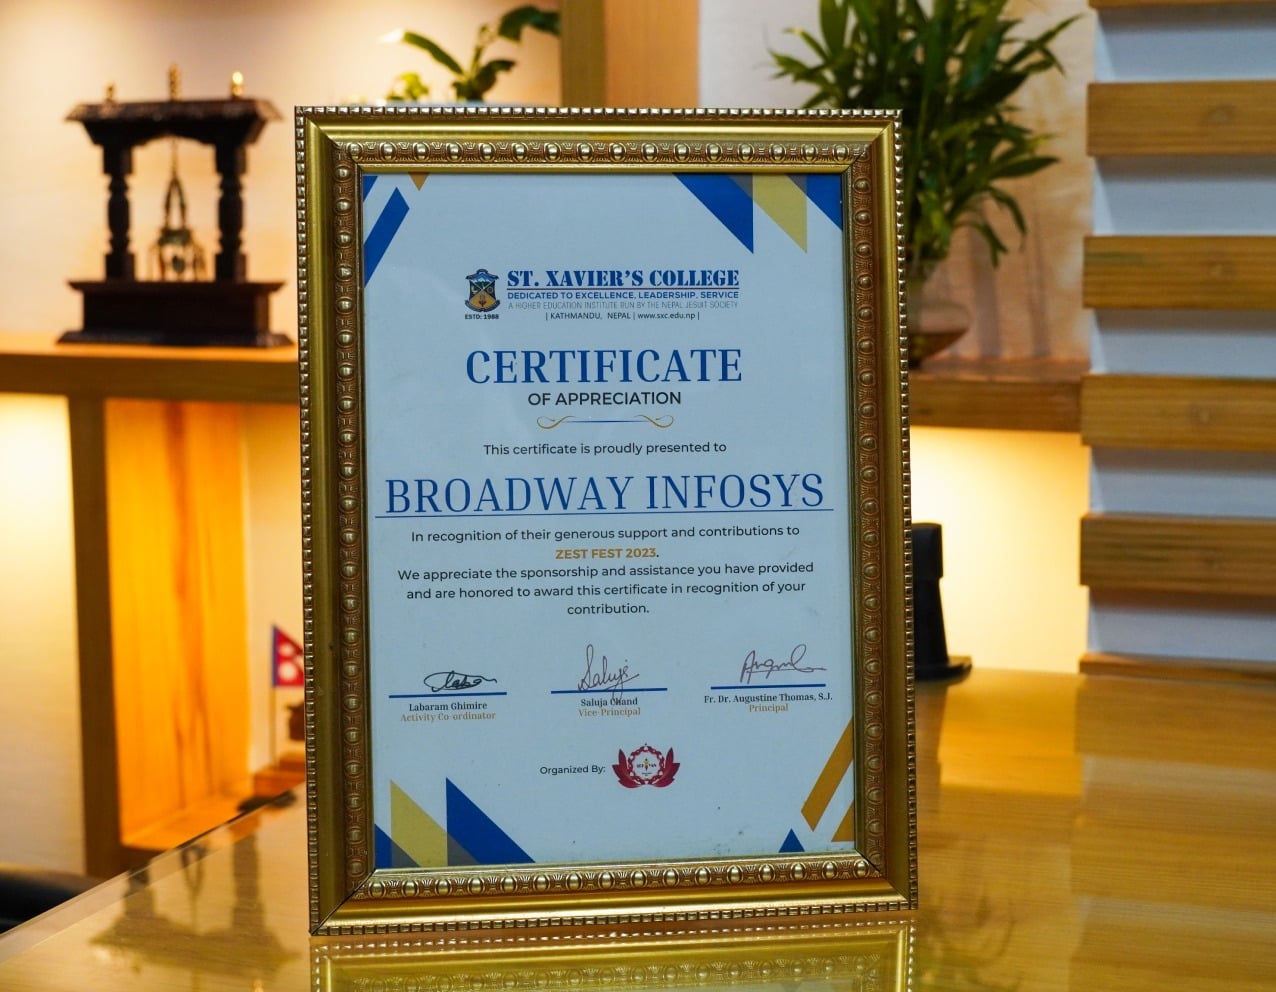 ST. XAVIER'S COLLEGE
DEDICATED TO EXCELLENCE, LEADERSHIP, SERVICE
A HIGHER EDUCATION INSTITUTE RUN BY THE NEPAL JESUIT SOCIETY
ESTD: 1988
| KATHMANDU, NEPAL | www.sxc.edu.np |
CERTIFICATE
OF APPRECIATION
This certificate is proudly presented to
BROADWAY INFOSYS
In recognition of their generous support and contributions to
ZEST FEST 2023.
We appreciate the sponsorship and assistance you have provided
and are honored to award this certificate in recognition of your
contribution.
Labaram Ghimire
Activity Co-ordinator
Saluja Chand
Vice-Principal
Fr. Dr. Augustine Thomas, S.J.
Principal
Organized By: